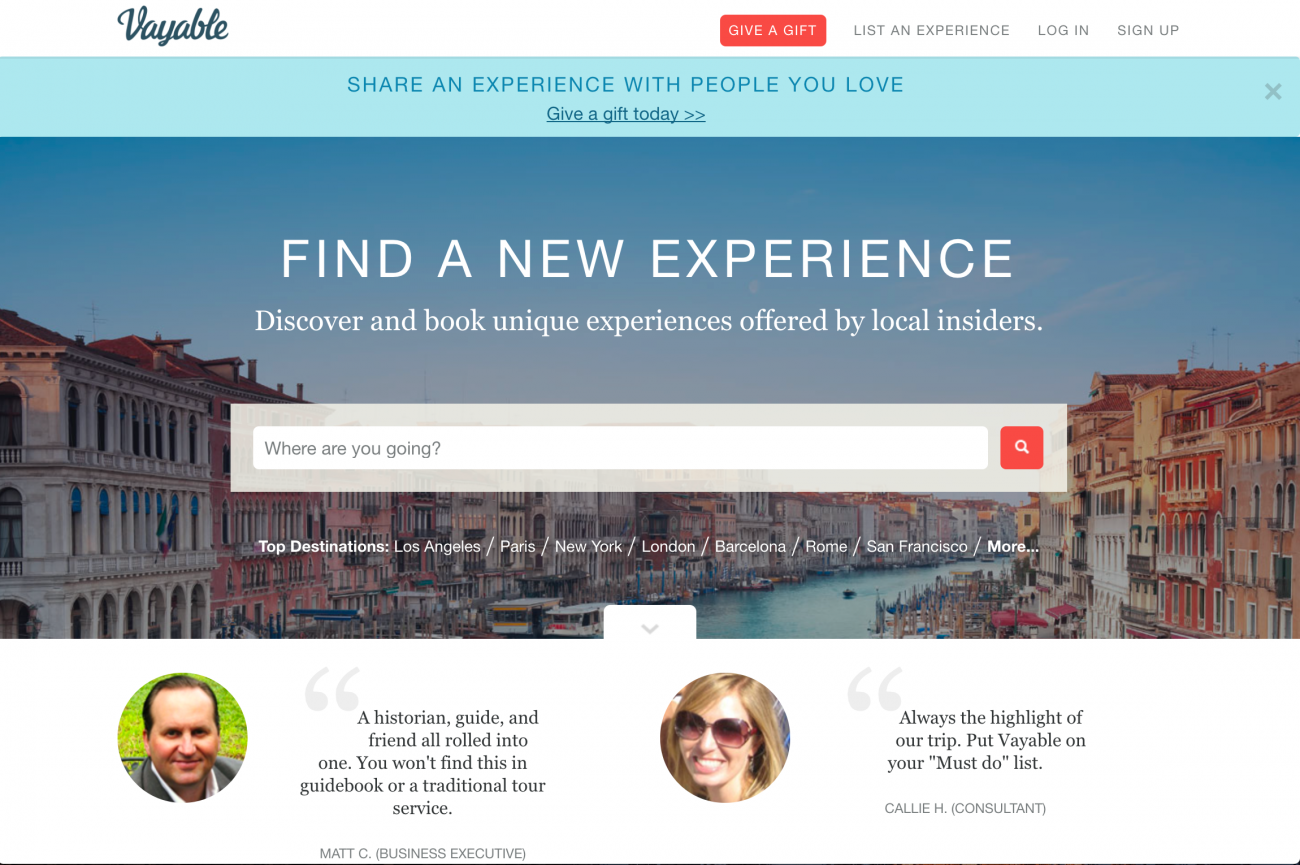 Vayable
GIVE A GIFT
LIST AN EXPERIENCE
LOG IN
SIGN UP
SHARE AN EXPERIENCE WITH PEOPLE YOU LOVE
Give a gift today >>
FIND A NEW EXPERIENCE
Discover and book unique experiences offered by local insiders.
Where are you going?
Top Destinations: Los Angeles / Paris / New York / London / Barcelona / Rome / San Francisco / More...
“
A historian, guide, and
friend all rolled into
one. You won't find this in
guidebook or a traditional tour
service.
MATT C. (BUSINESS EXECUTIVE)
“
Always the highlight of
our trip. Put Vayable on
your "Must do" list.
CALLIE H. (CONSULTANT)